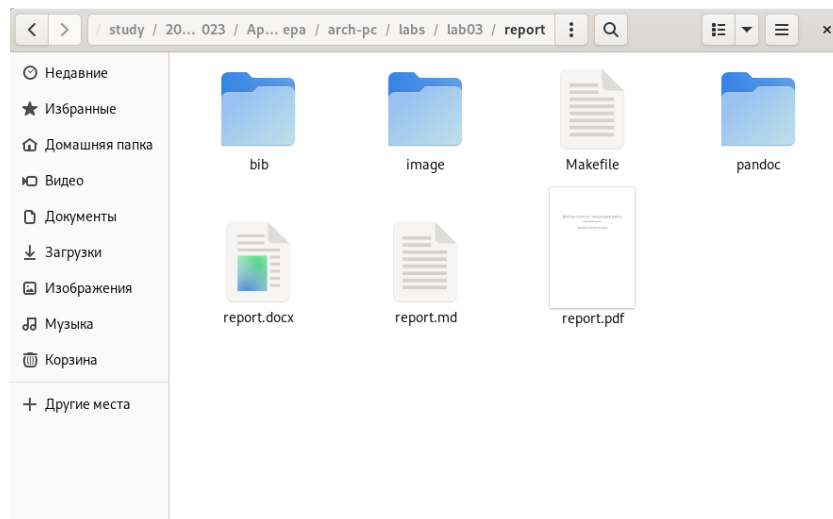 / study / 20... 023 / Ap... epa / arch-pc / labs / lab03 / report
Недавние
Избранные
Домашняя папка
Видео
Документы
Загрузки
Изображения
Музыка
Корзина
Другие места
bib
image
Makefile
pandoc
report.docx
report.md
report.pdf